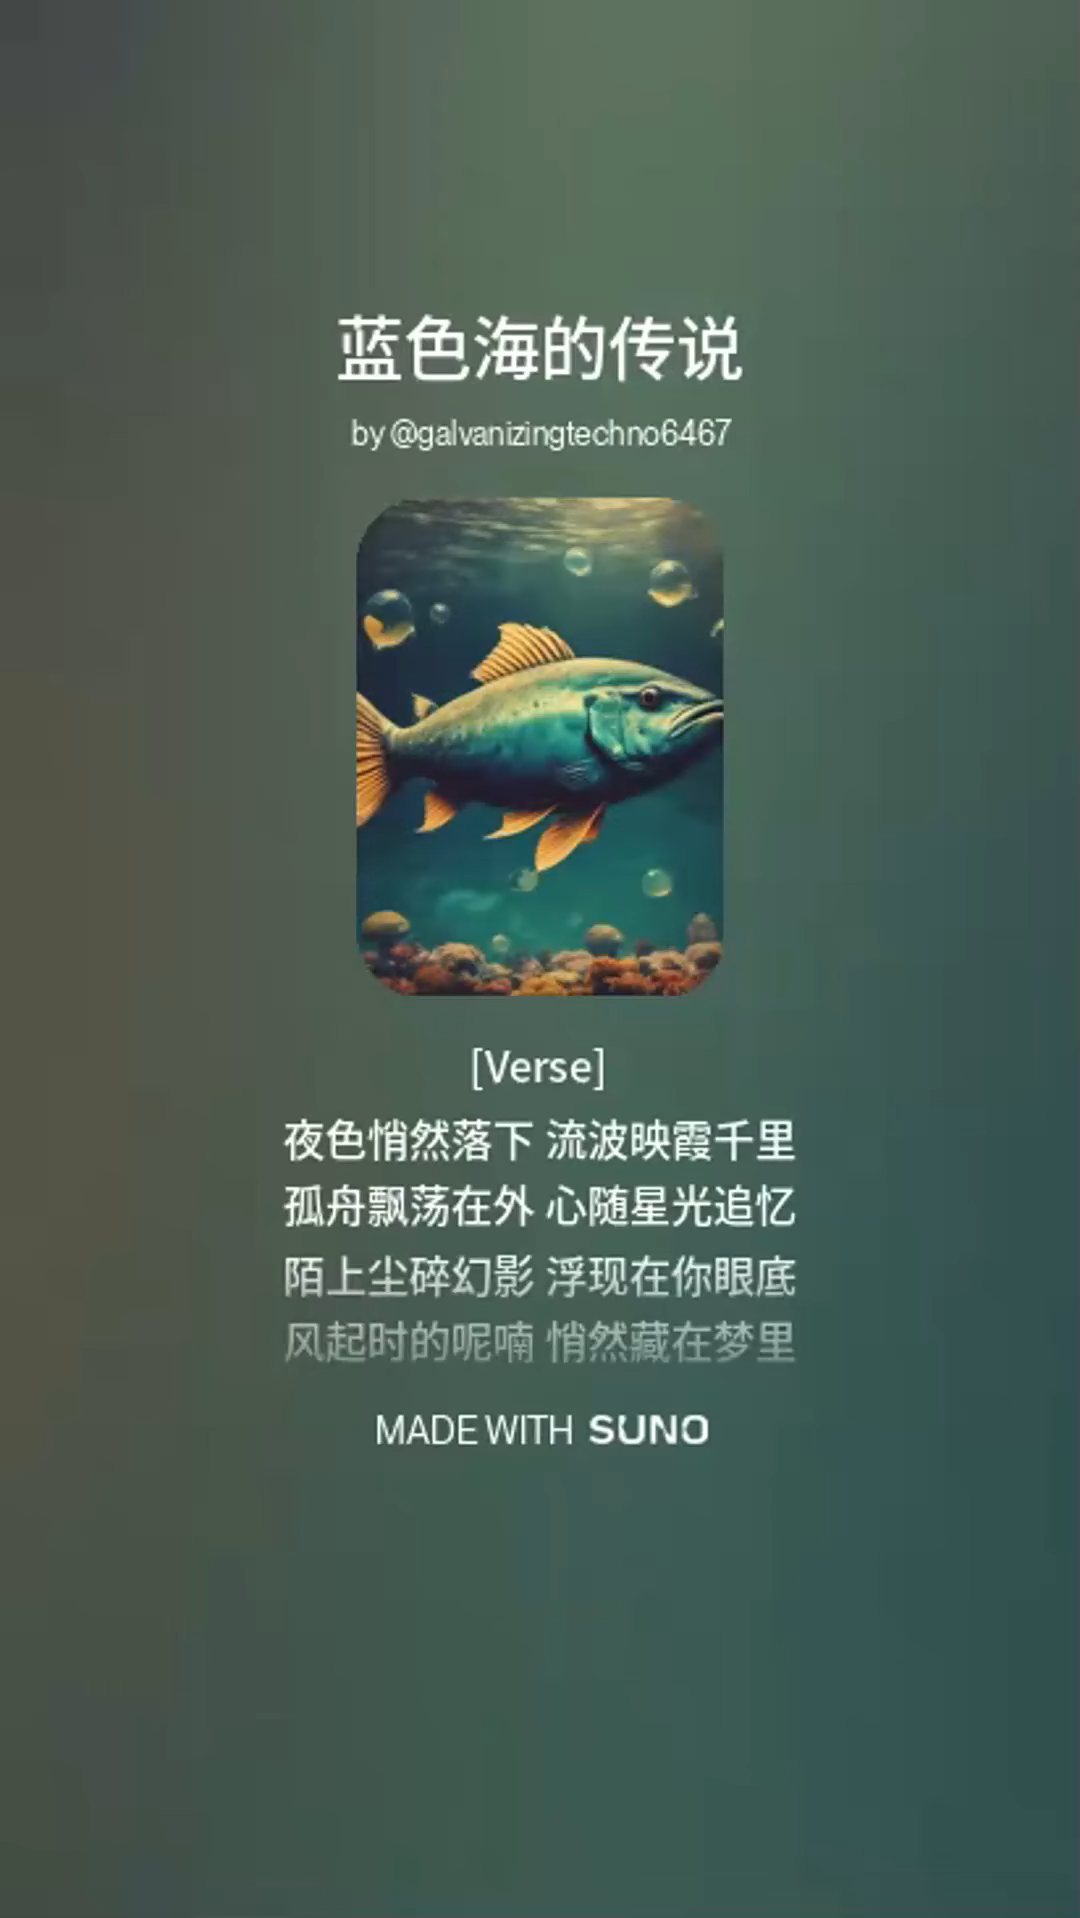 蓝色海的传说
by @galvanizingtechno6467
[Verse]
夜色悄然落下 流波映霞千里
孤舟飘荡在外 心随星光追忆
陌上尘碎幻影 浮现在你眼底
风起时的呢喃 悄然藏在梦里
MADE WITH SUNO